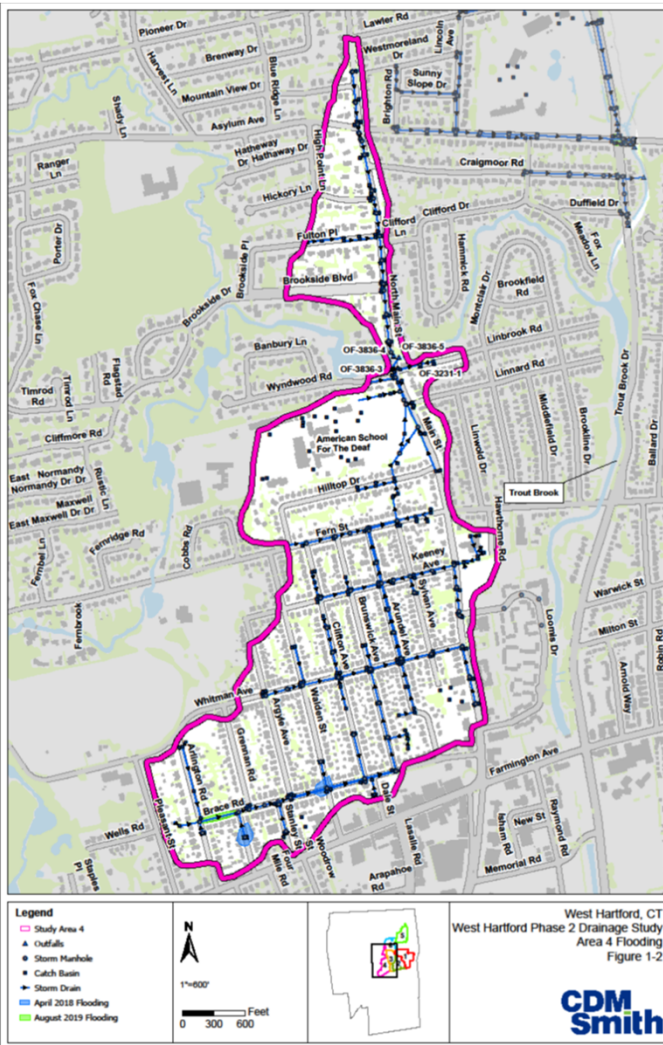 Pioneer Dr
Lawler Rd
Westmoreland
Dr
Lincoln
Ave
Brenway Dr
Harvest Ln
Blue Ridge Ln
Mountain View Dr
Brighton Rd
Sunny
Slope Dr
Shady Ln
Asylum Ave
Hatheway
Dr Hathaway Dr
High Point Ln
Craigmoor Rd
Ranger
Ln
Hickory Ln
Duffield Dr
Clifford Dr
Clifford
Ln
Fulton Pl
Porter Dr
Brookside Pl
Fox
Meadow Ln
Hammick Rd
Montclair Dr
Brookside Blvd
Brookfield
Rd
Fox Chase Ln
Brookside Dr
North Main St
Linbrook Rd
Banbury Ln
OF-3836-4
OF-3836-5
OF-3836-3
OF-3231-1
Linnard Rd
Trout Brook Dr
Flagstad
Rd
Timrod
Rd
Timrod Ln
Wyndwood Rd
Middlefield Dr
Brookline Dr
Ballard Dr
Cliffmore Rd
American School
For The Deaf
Main St
Linwold Dr
East Normandy
Normandy Dr Dr
Russc Ln
Hilltop Dr
Trout Brook
Maxwell
East Maxwell Dr Dr
Hawthorne Rd
Fern St
Cobbs Rd
Fernridge Rd
Fernbel Ln
Keeney
Ave
Sylvan Ave
Warwick St
Fernbrook
Clifton Ave
Brunswick Ave
Arundel Ave
Loomis Dr
Milton St
Robin Rd
Arnold Way
Whitman Ave
Walden St
Argyle Ave
Grennan Rd
Farmington Ave
Arlington Rd
Brace Rd
Dale St
Pleasant St
Wells Rd
Stanley St
Woodrow
St
Four
Mile Rd
Lasalle Rd
Isham Rd
New St
Raymond Rd
Staples
Pl
Arapahoe
Rd
Memorial Rd
Legend
Study Area 4
Outfalls
Storm Manhole
Catch Basin
Storm Drain
April 2018 Flooding
August 2019 Flooding
N
1"=600'
Feet
0 300 600
5
4
West Hartford, CT
West Hartford Phase 2 Drainage Study
Area 4 Flooding
Figure 1-2
CDM
Smith